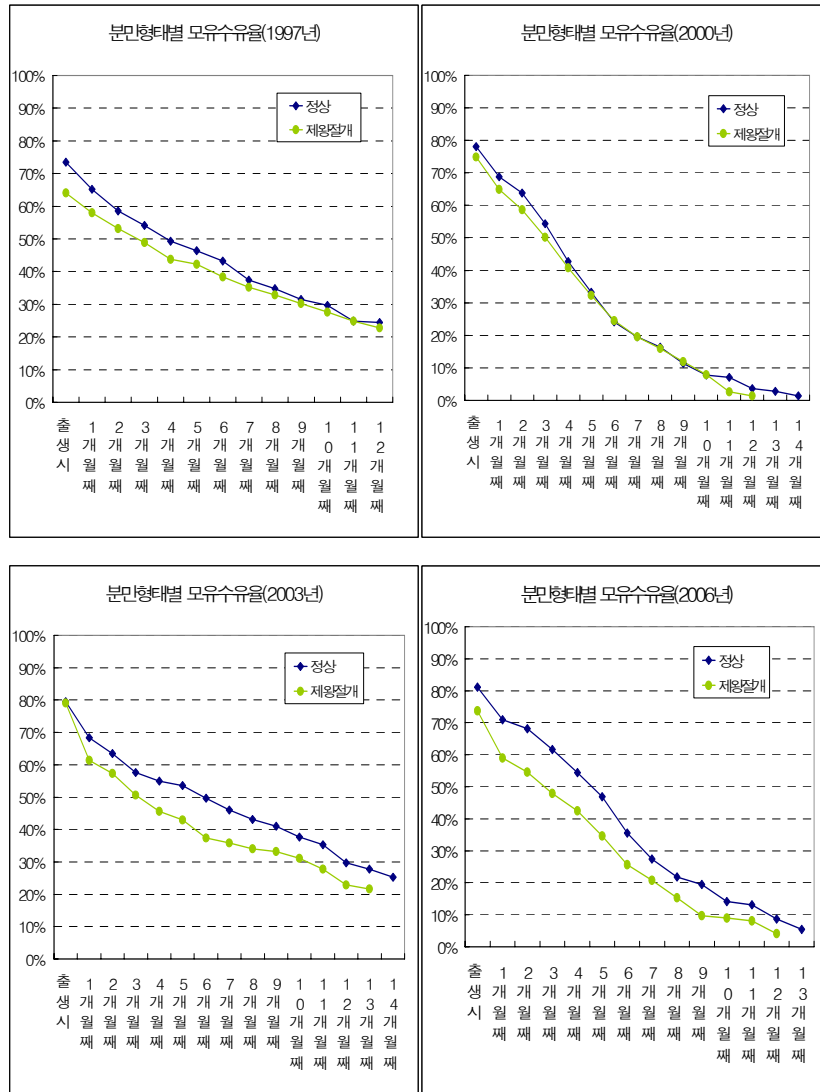 분만형태별 모유수유율(1997년)
100%
90%
80%
70%
60%
50%
40%
30%
20%
10%
0%
정상
제왕절개
출생시
1개월째
2개월째
3개월째
4개월째
5개월째
6개월째
7개월째
8개월째
9개월째
10개월째
11개월째
12개월째
분만형태별 모유수유율(2000년)
100%
90%
80%
70%
60%
50%
40%
30%
20%
10%
0%
정상
제왕절개
출생시
1개월째
2개월째
3개월째
4개월째
5개월째
6개월째
7개월째
8개월째
9개월째
10개월째
11개월째
12개월째
13개월째
14개월째
분만형태별 모유수유율(2003년)
100%
90%
80%
70%
60%
50%
40%
30%
20%
10%
0%
정상
제왕절개
출생시
1개월째
2개월째
3개월째
4개월째
5개월째
6개월째
7개월째
8개월째
9개월째
10개월째
11개월째
12개월째
13개월째
14개월째
분만형태별 모유수유율(2006년)
100%
90%
80%
70%
60%
50%
40%
30%
20%
10%
0%
정상
제왕절개
출생시
1개월째
2개월째
3개월째
4개월째
5개월째
6개월째
7개월째
8개월째
9개월째
10개월째
11개월째
12개월째
13개월째